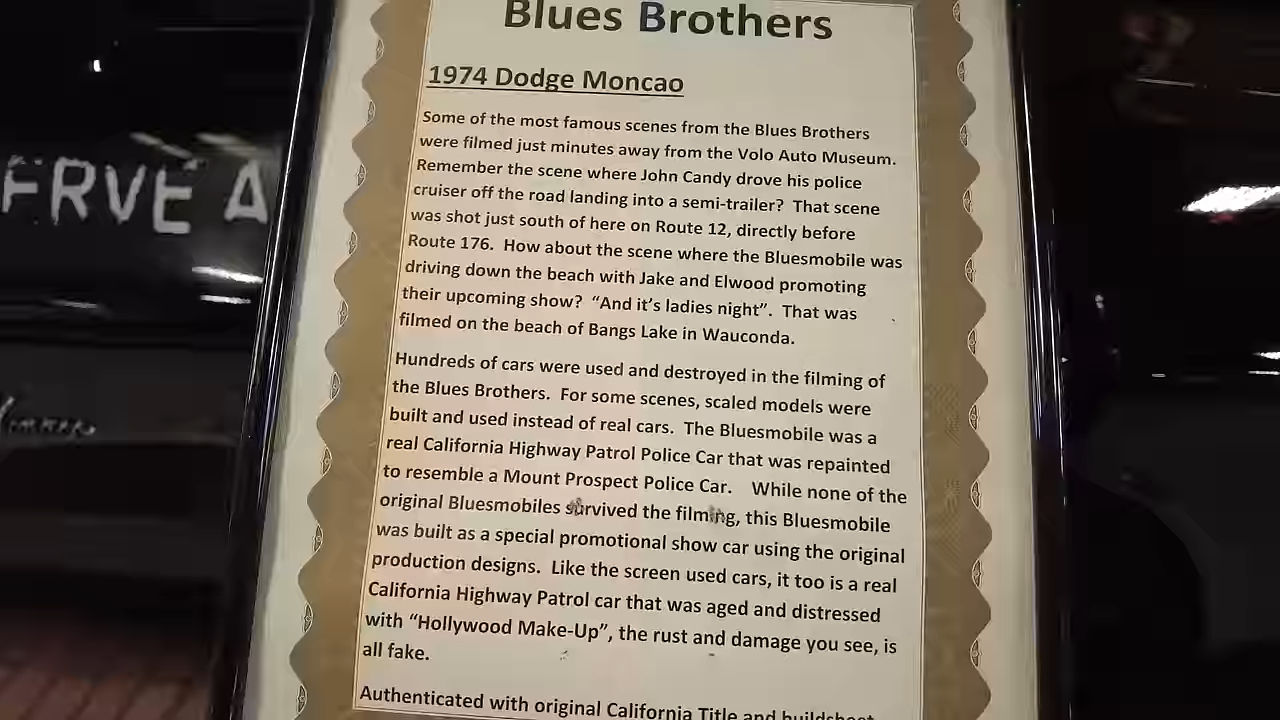 Blues Brothers
1974 Dodge Moncao
Some of the most famous scenes from the Blues Brothers
were filmed just minutes away from the Volo Auto Museum.
Remember the scene where John Candy drove his police
cruiser off the road landing into a semi-trailer?  That scene
was shot just south of here on Route 12, directly before
Route 176.  How about the scene where the Bluesmobile was
driving down the beach with Jake and Elwood promoting
their upcoming show?  “And it’s ladies night”.  That was
filmed on the beach of Bangs Lake in Wauconda.
Hundreds of cars were used and destroyed in the filming of
the Blues Brothers.  For some scenes, scaled models were
built and used instead of real cars.  The Bluesmobile was a
real California Highway Patrol Police Car that was repainted
to resemble a Mount Prospect Police Car.    While none of the
original Bluesmobiles survived the filming, this Bluesmobile
was built as a special promotional show car using the original
production designs.  Like the screen used cars, it too is a real
California Highway Patrol car that was aged and distressed
with “Hollywood Make-Up”, the rust and damage you see, is
all fake.
Authenticated with original California Title and buildsheet
ERVE A